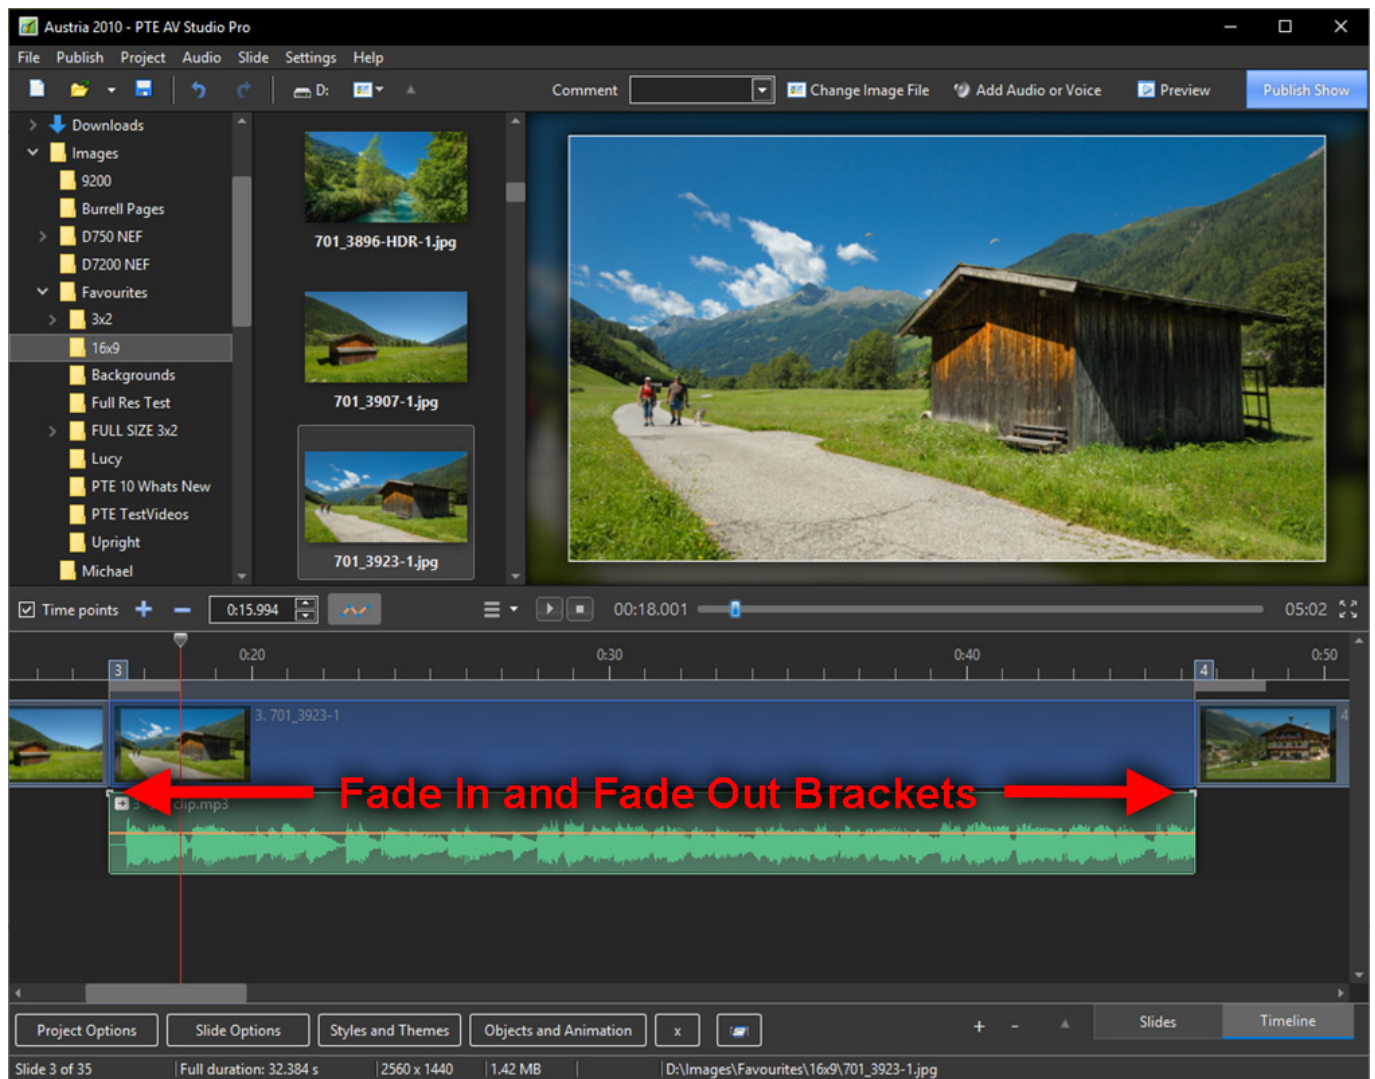 Austria 2010 - PTE AV Studio Pro
File Publish Project Audio Slide Settings Help
D: Comment Change Image File Add Audio or Voice Preview Publish Show
Downloads
Images
9200
Burrell Pages
D750 NEF
D7200 NEF
Favourites
3x2
16x9
Backgrounds
Full Res Test
FULL SIZE 3x2
Lucy
PTE 10 Whats New
PTE TestVideos
Upright
Michael
701_3896-HDR-1.jpg
701_3907-1.jpg
701_3923-1.jpg
Time points 0:15.994 00:18.001 05:02
0:20 0:30 0:40 0:50
3 4
3. 701_3923-1 4
Fade In and Fade Out Brackets
3 clip.mp3
Project Options Slide Options Styles and Themes Objects and Animation x + - Slides Timeline
Slide 3 of 35 Full duration: 32.384 s 2560 x 1440 1.42 MB D:\Images\Favourites\16x9\701_3923-1.jpg